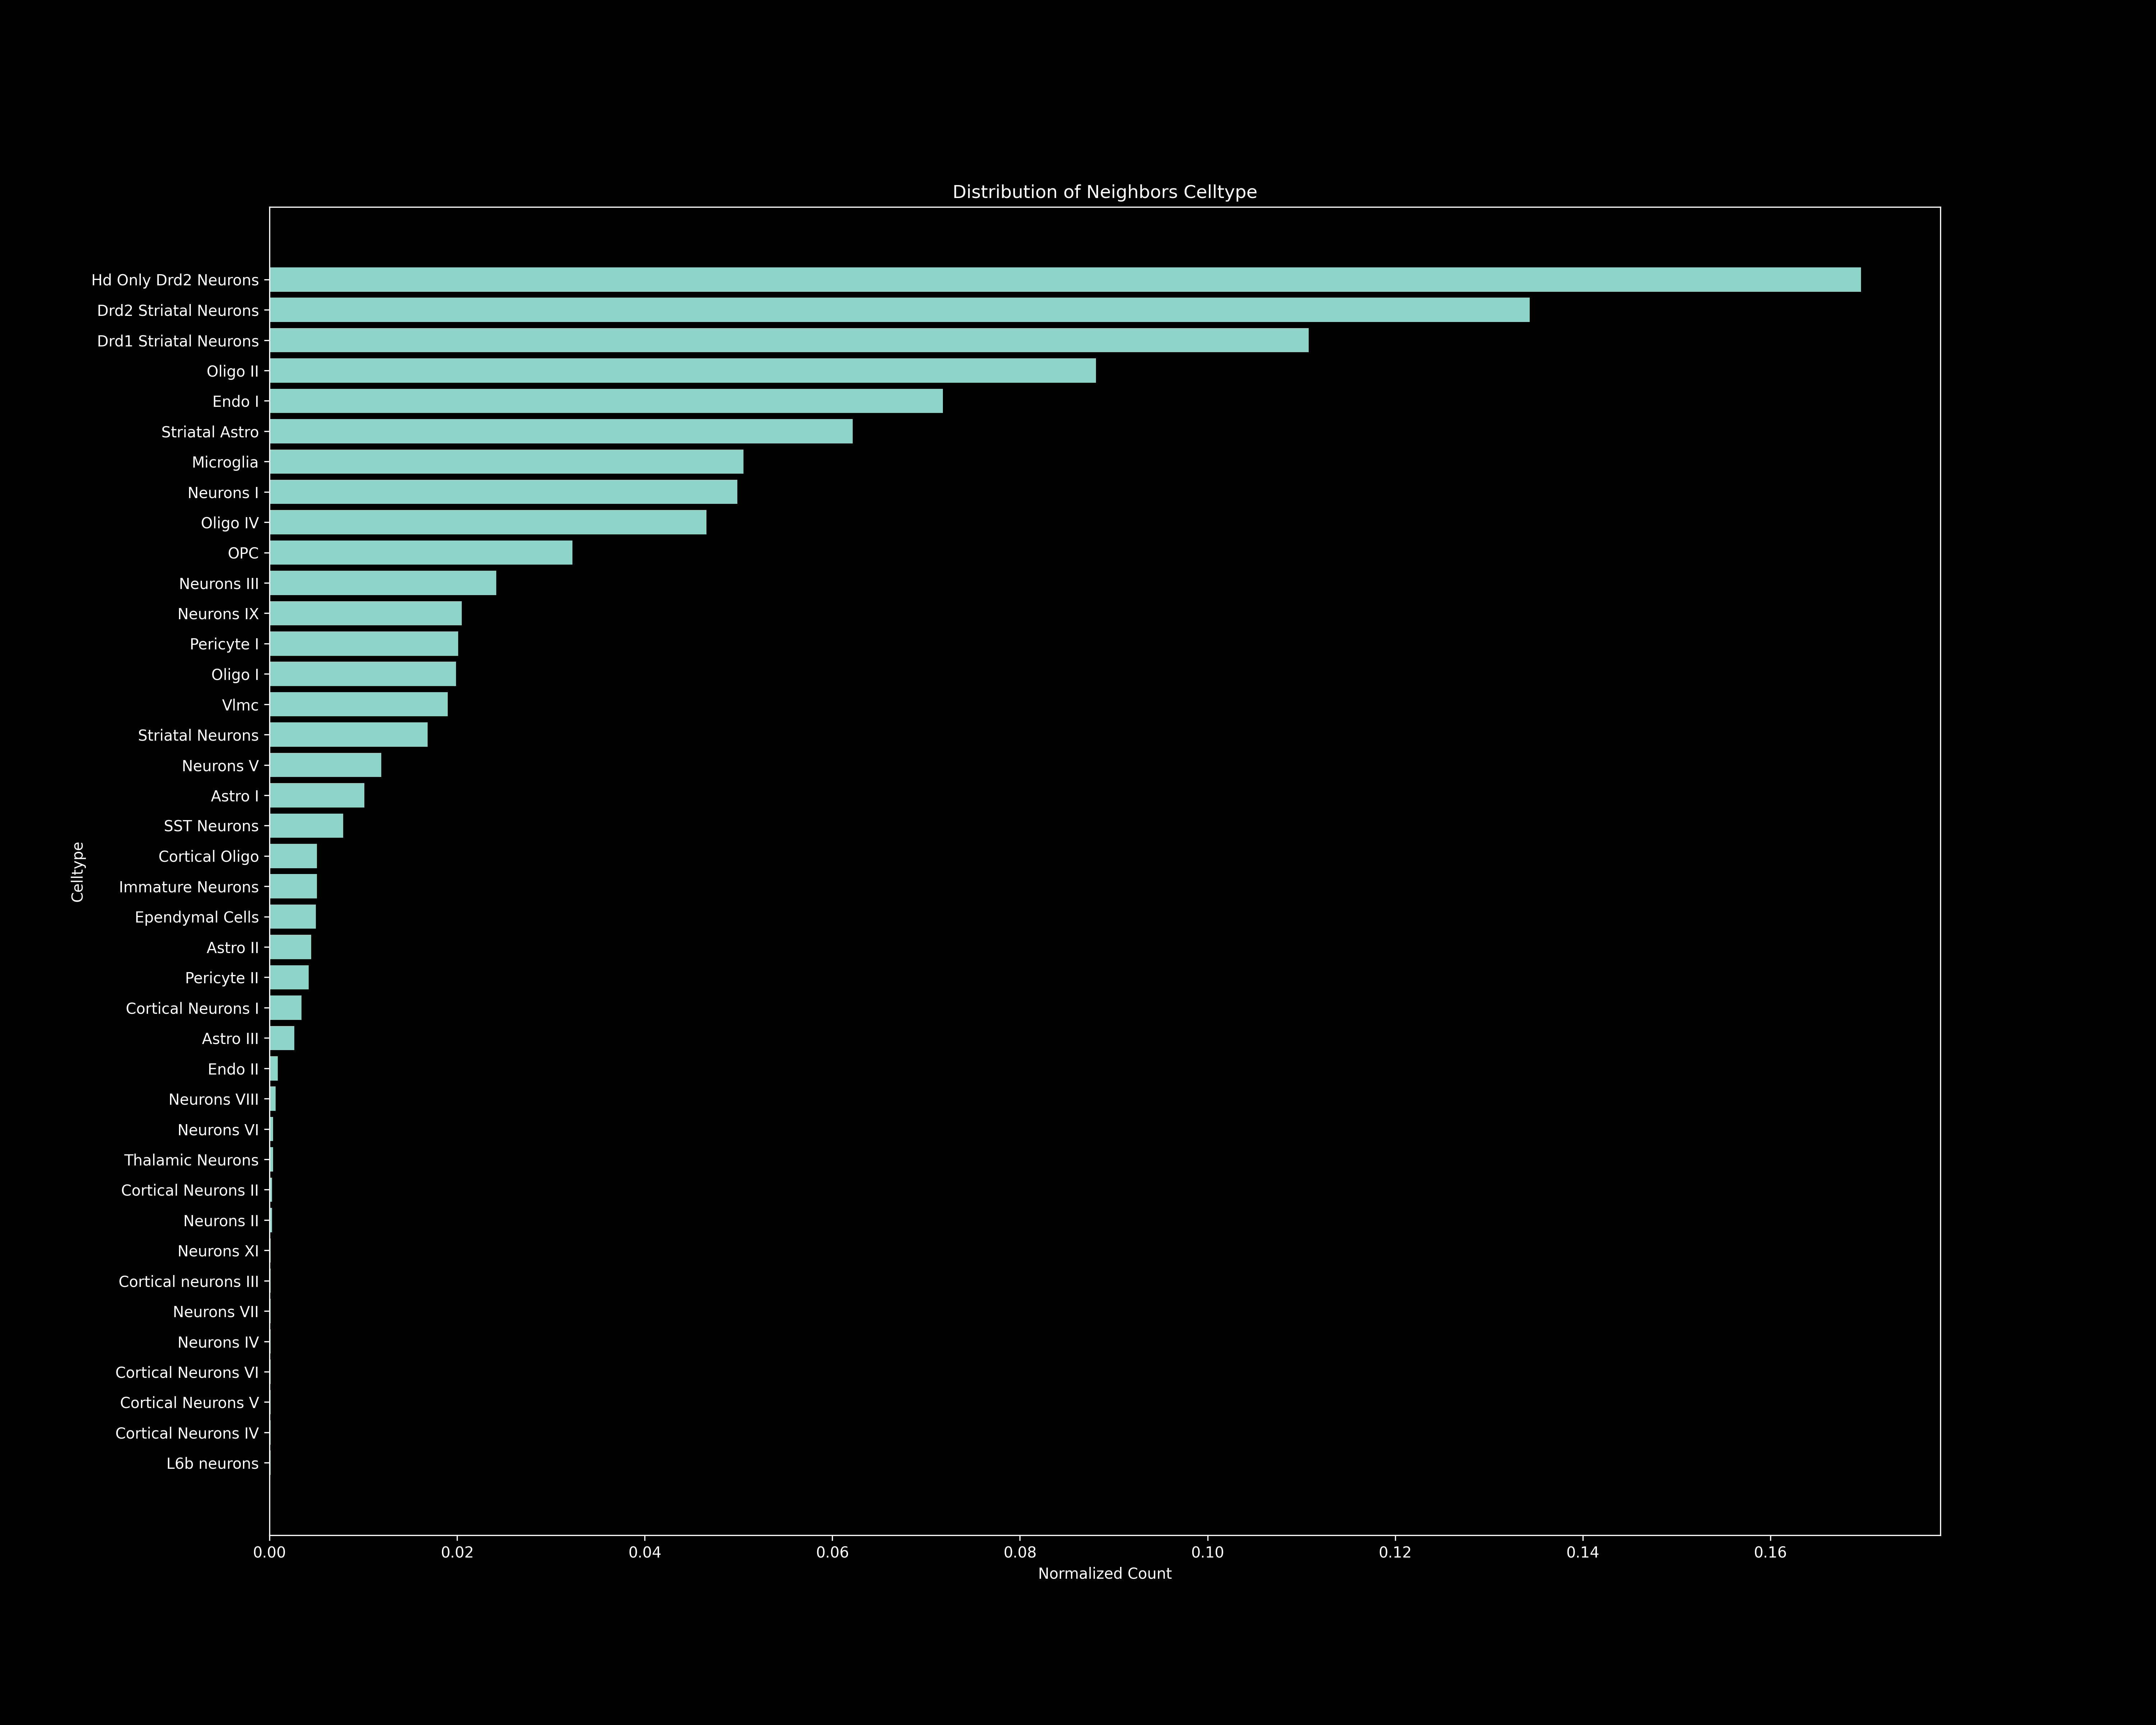 Distribution of Neighbors Celltype
Celltype
Hd Only Drd2 Neurons
Drd2 Striatal Neurons
Drd1 Striatal Neurons
Oligo II
Endo I
Striatal Astro
Microglia
Neurons I
Oligo IV
OPC
Neurons III
Neurons IX
Pericyte I
Oligo I
Vlmc
Striatal Neurons
Neurons V
Astro I
SST Neurons
Cortical Oligo
Immature Neurons
Ependymal Cells
Astro II
Pericyte II
Cortical Neurons I
Astro III
Endo II
Neurons VIII
Neurons VI
Thalamic Neurons
Cortical Neurons II
Neurons II
Neurons XI
Cortical neurons III
Neurons VII
Neurons IV
Cortical Neurons VI
Cortical Neurons V
Cortical Neurons IV
L6b neurons
0.00 0.02 0.04 0.06 0.08 0.10 0.12 0.14 0.16
Normalized Count